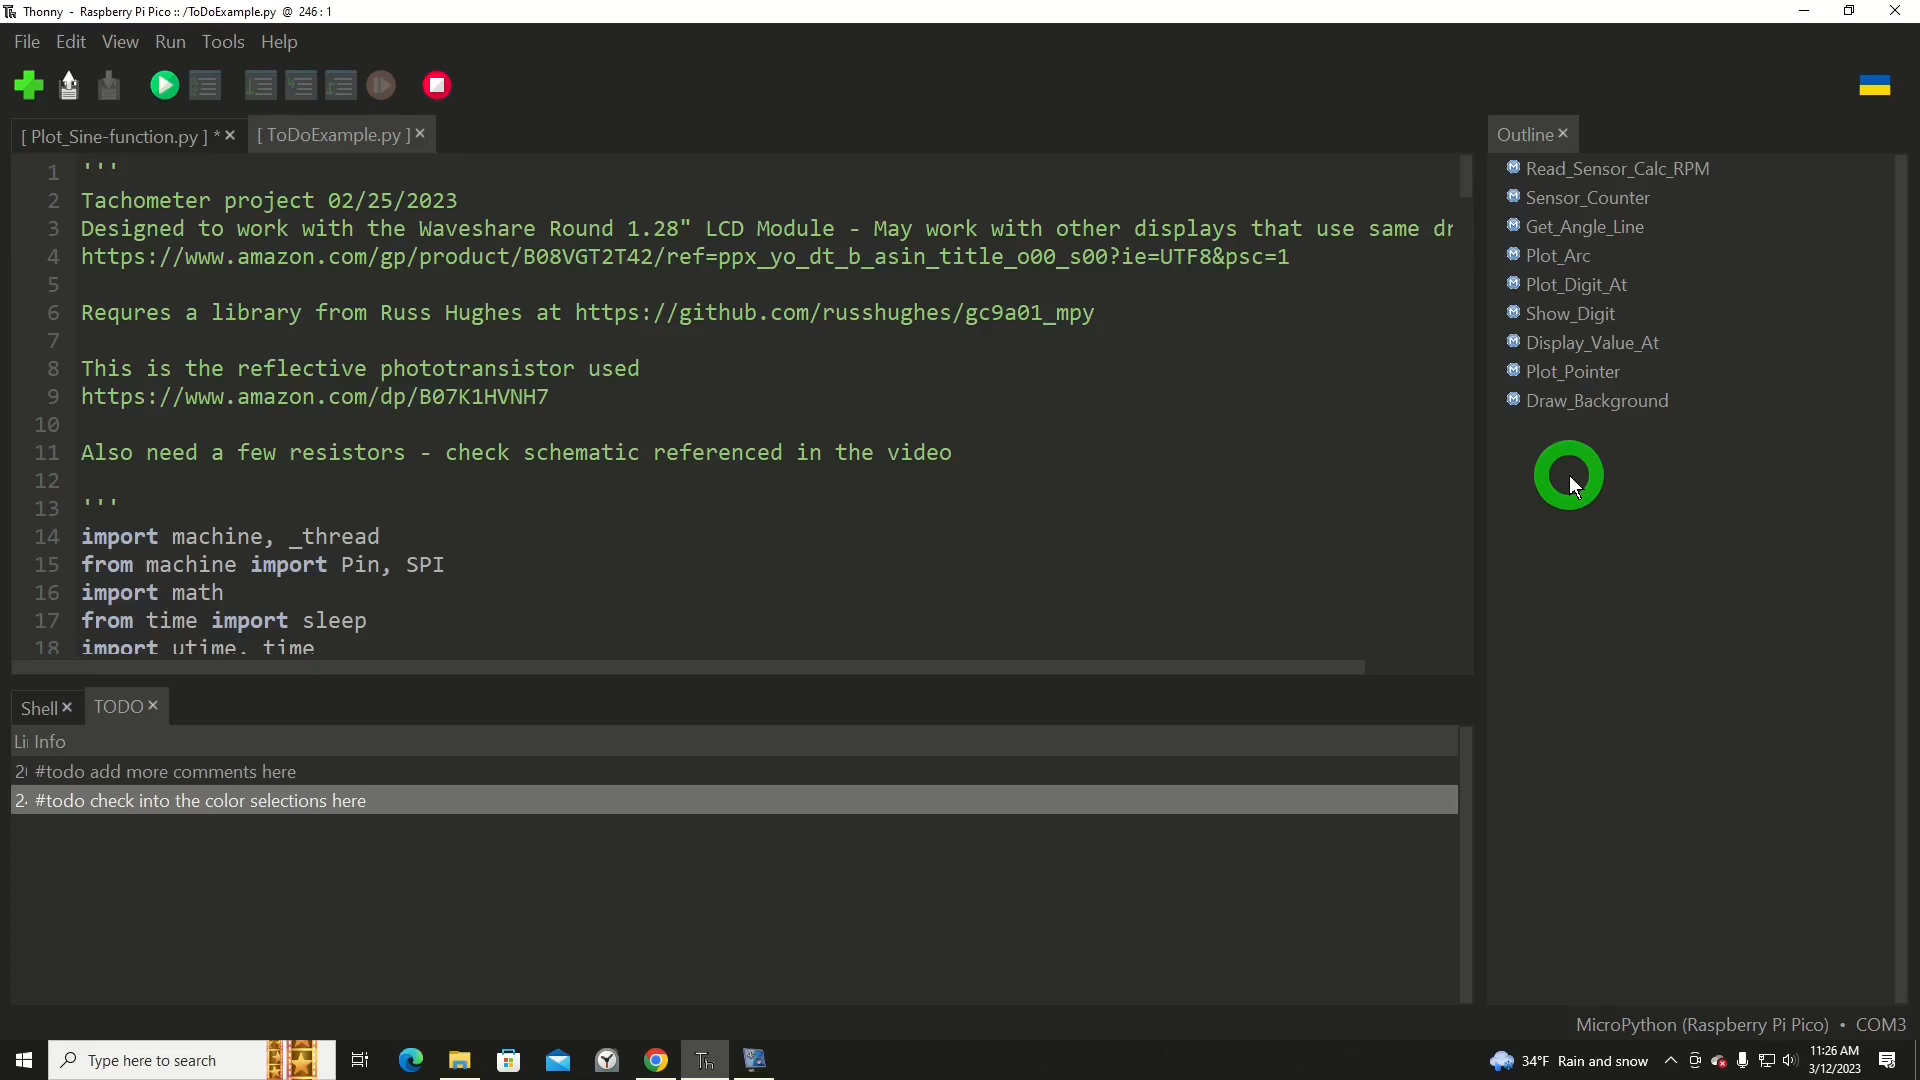 Thonny - Raspberry Pi Pico :: /ToDoExample.py @ 246 : 1
File Edit View Run Tools Help
[ Plot_Sine-function.py ] * × [ ToDoExample.py ] ×
1 '''
2 Tachometer project 02/25/2023
3 Designed to work with the Waveshare Round 1.28" LCD Module - May work with other displays that use same dr
4 https://www.amazon.com/gp/product/B08VGT2T42/ref=ppx_yo_dt_b_asin_title_o00_s00?ie=UTF8&psc=1
5
6 Requres a library from Russ Hughes at https://github.com/russhughes/gc9a01_mpy
7
8 This is the reflective phototransistor used
9 https://www.amazon.com/dp/B07K1HVNH7
10
11 Also need a few resistors - check schematic referenced in the video
12
13 '''
14 import machine, _thread
15 from machine import Pin, SPI
16 import math
17 from time import sleep
18 import utime, time
Outline ×
Read_Sensor_Calc_RPM
Sensor_Counter
Get_Angle_Line
Plot_Arc
Plot_Digit_At
Show_Digit
Display_Value_At
Plot_Pointer
Draw_Background
Shell × TODO ×
Li Info
2 #todo add more comments here
2 #todo check into the color selections here
MicroPython (Raspberry Pi Pico) • COM3
Type here to search
Th
34°F Rain and snow
11:26 AM
3/12/2023